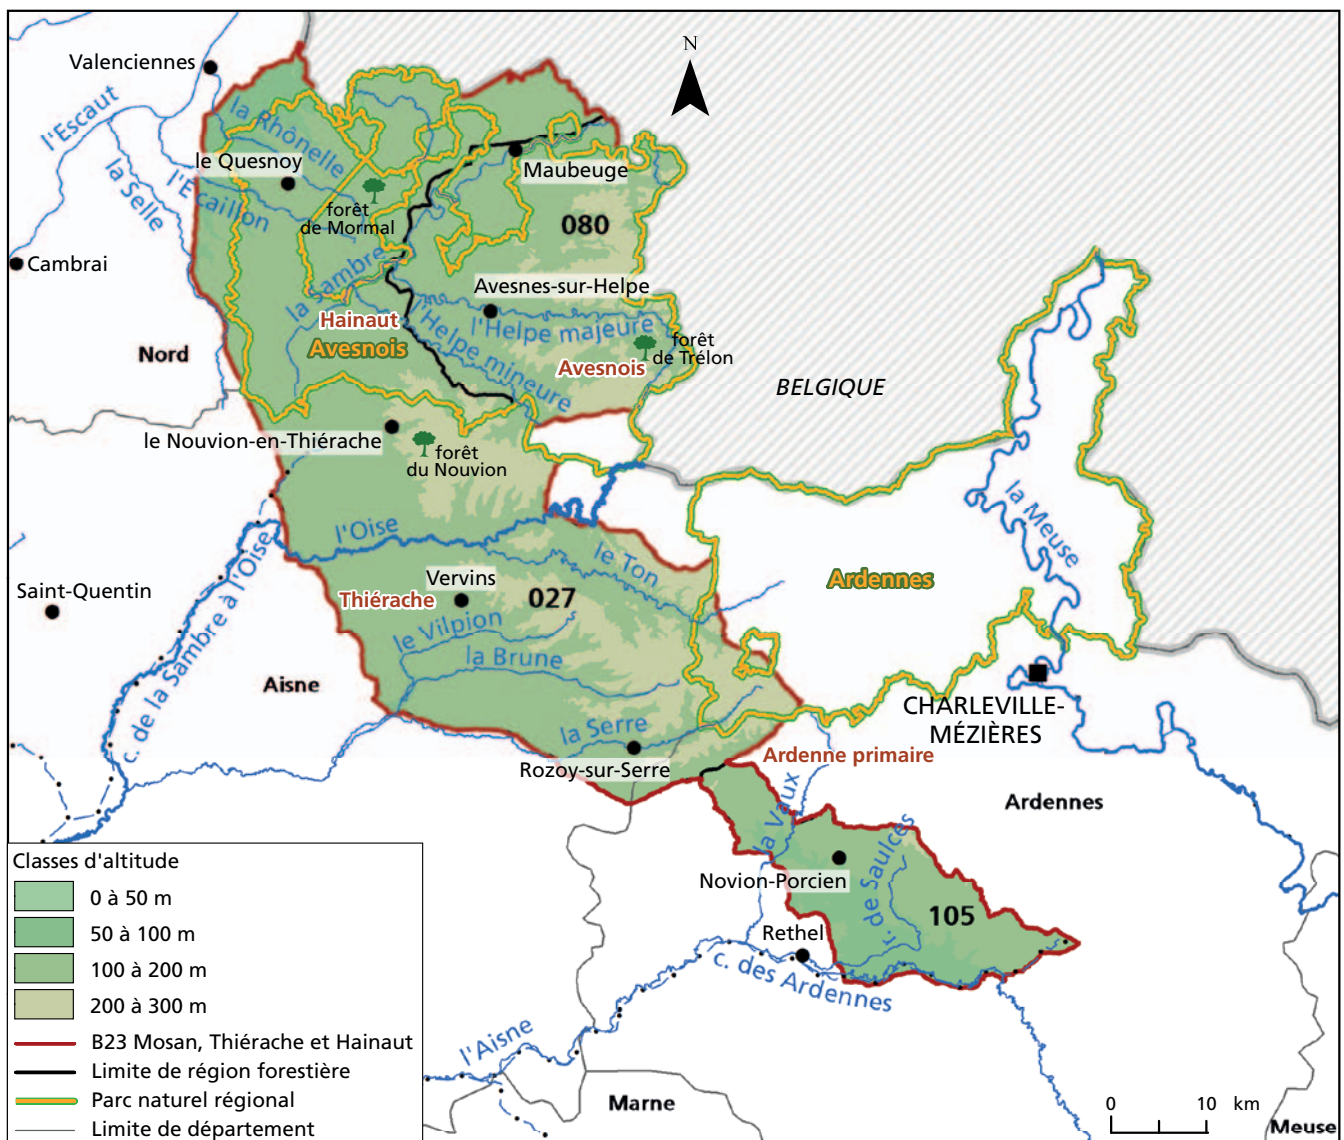 N
Valenciennes
l'Escaut
la Rhônelle
le Quesnoy
la Selle
l'Ecaillon
Maubeuge
forêt
de Mormal
080
Cambrai
la Sambre
Avesnes-sur-Helpe
Hainaut
l'Helpe majeure
forêt
de Trélon
Nord
Avesnois
l'Helpe mineure
Avesnois
BELGIQUE
le Nouvion-en-Thiérache
forêt
du Nouvion
la Meuse
l'Oise
le Ton
Ardennes
Saint-Quentin
Vervins
Thiérache
027
c. de la Sambre à l'Oise
le Vilpion
la Brune
Aisne
CHARLEVILLE-
MÉZIÈRES
la Serre
Rozoy-sur-Serre
Ardenne primaire
Ardennes
la Vaux
r. de Saulces
Novion-Porcien
105
Rethel
c. des Ardennes
l'Aisne
Marne
Meuse
Classes d'altitude
0 à 50 m
50 à 100 m
100 à 200 m
200 à 300 m
B23 Mosan, Thiérache et Hainaut
Limite de région forestière
Parc naturel régional
Limite de département
0 10 km